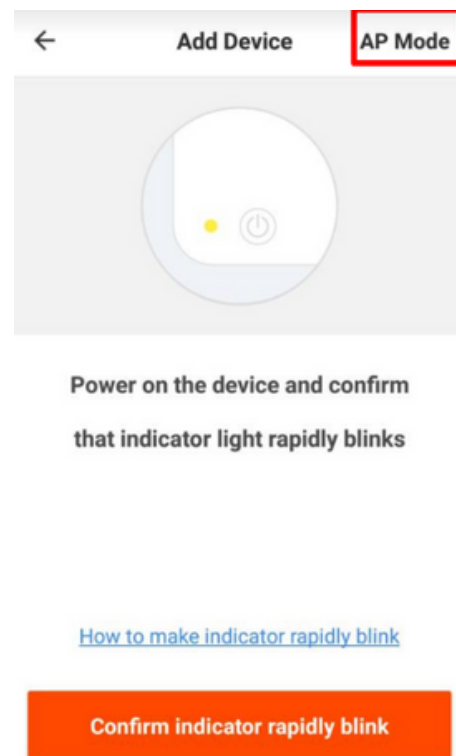 Add Device AP Mode
Power on the device and confirm
that indicator light rapidly blinks
How to make indicator rapidly blink
Confirm indicator rapidly blink